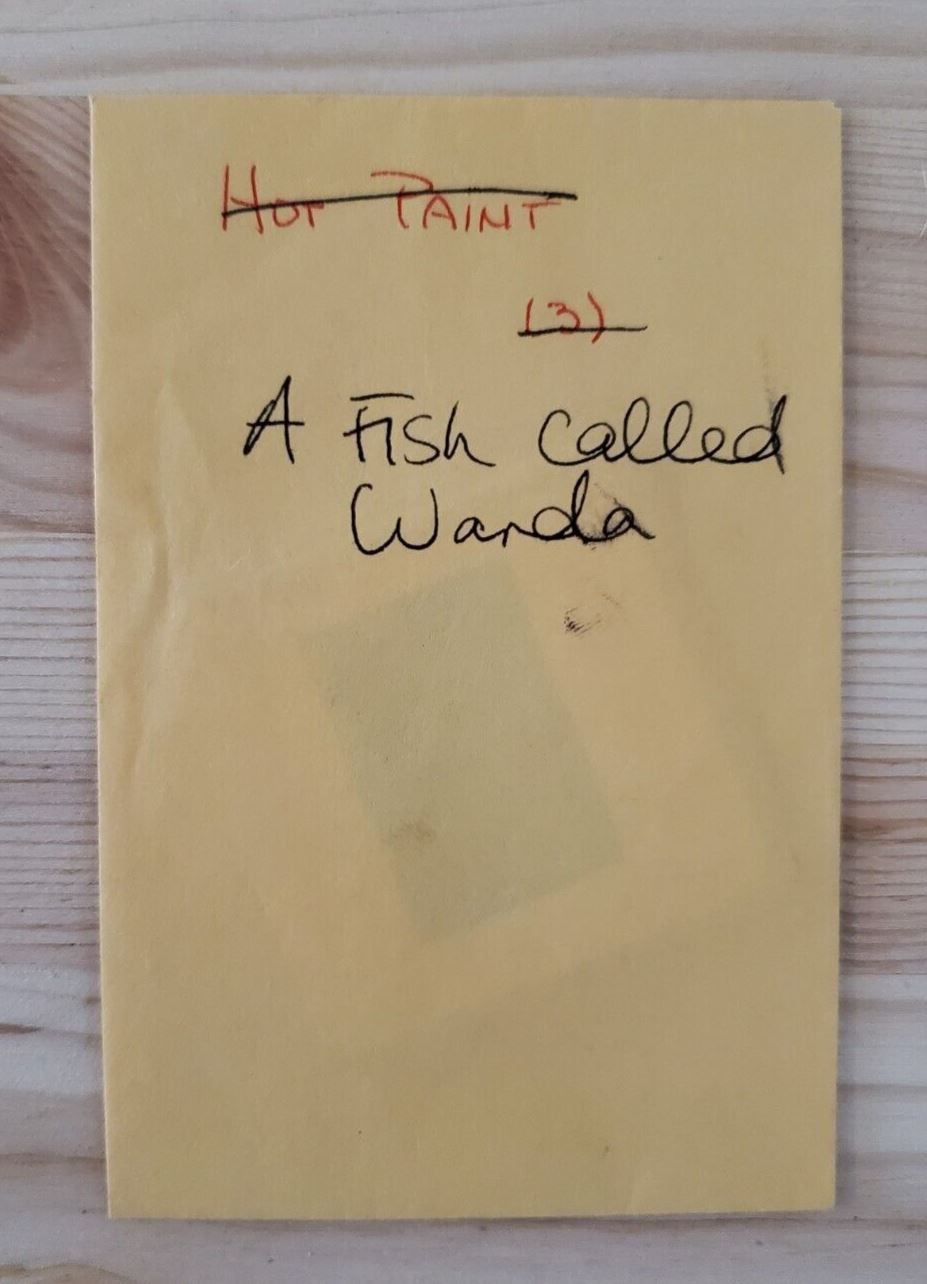 Hot Paint
(3)
A Fish Called
Wanda